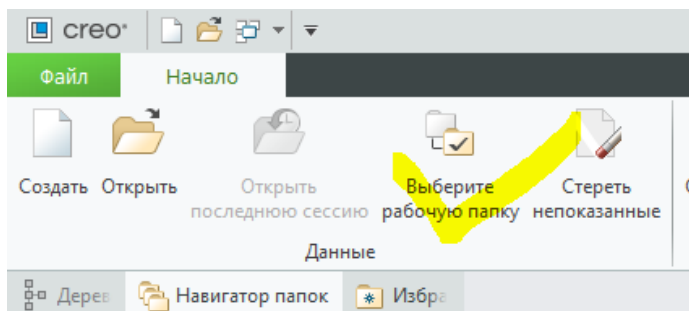 creo
Файл Начало
Создать Открыть Открыть последнюю сессию Выберите рабочую папку Стереть непоказанные
Данные
Дерев Навигатор папок Избра